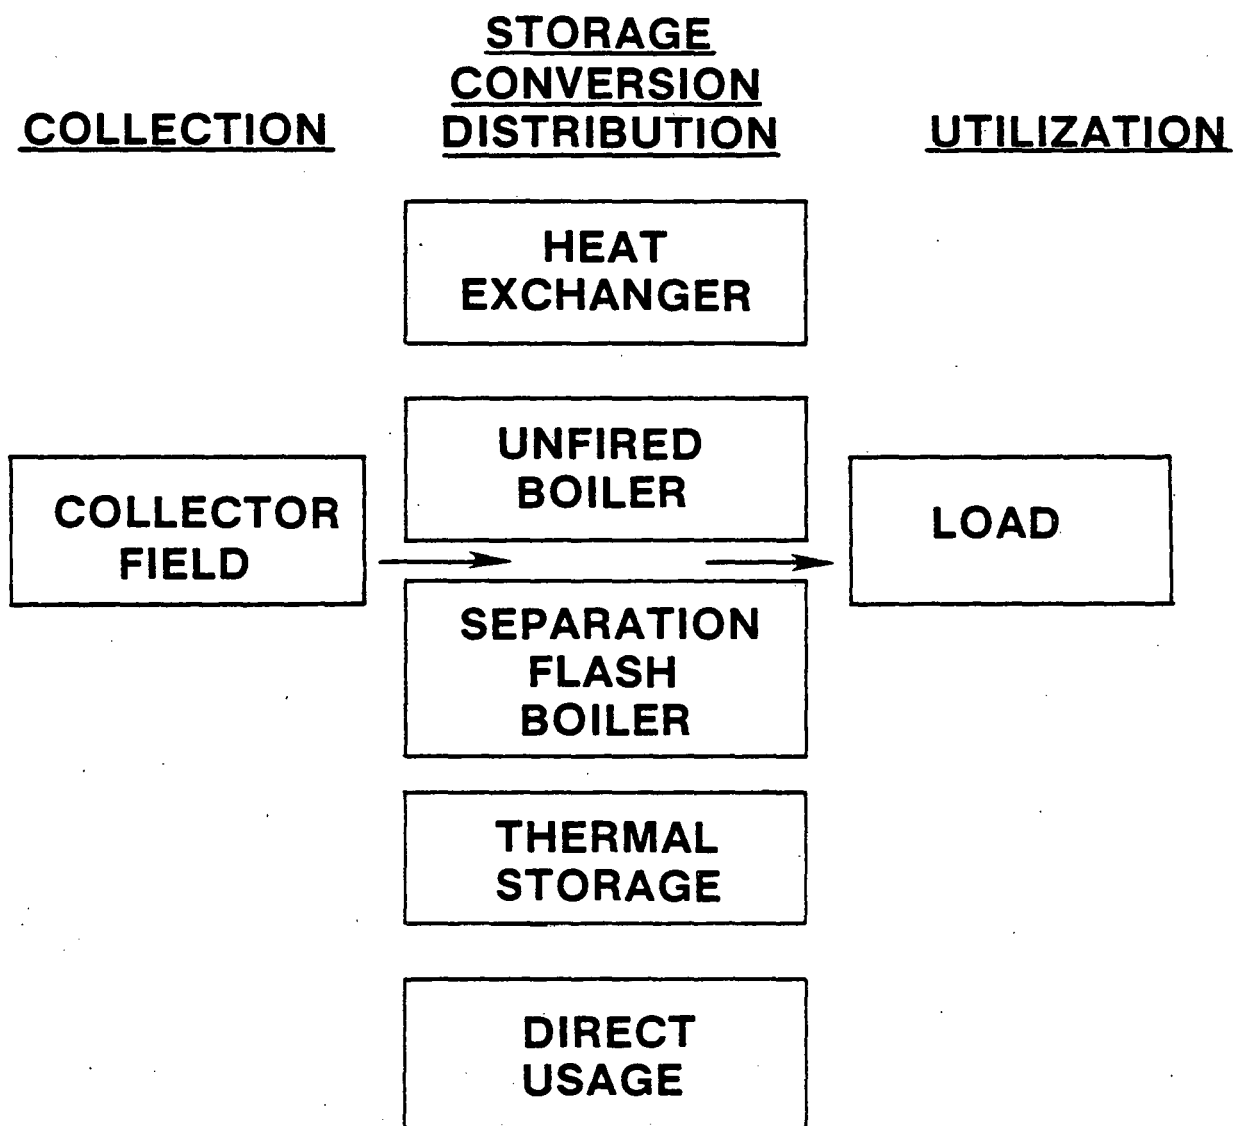 COLLECTION
STORAGE
CONVERSION
DISTRIBUTION
UTILIZATION
HEAT
EXCHANGER
UNFIRED
BOILER
COLLECTOR
FIELD
LOAD
SEPARATION
FLASH
BOILER
THERMAL
STORAGE
DIRECT
USAGE